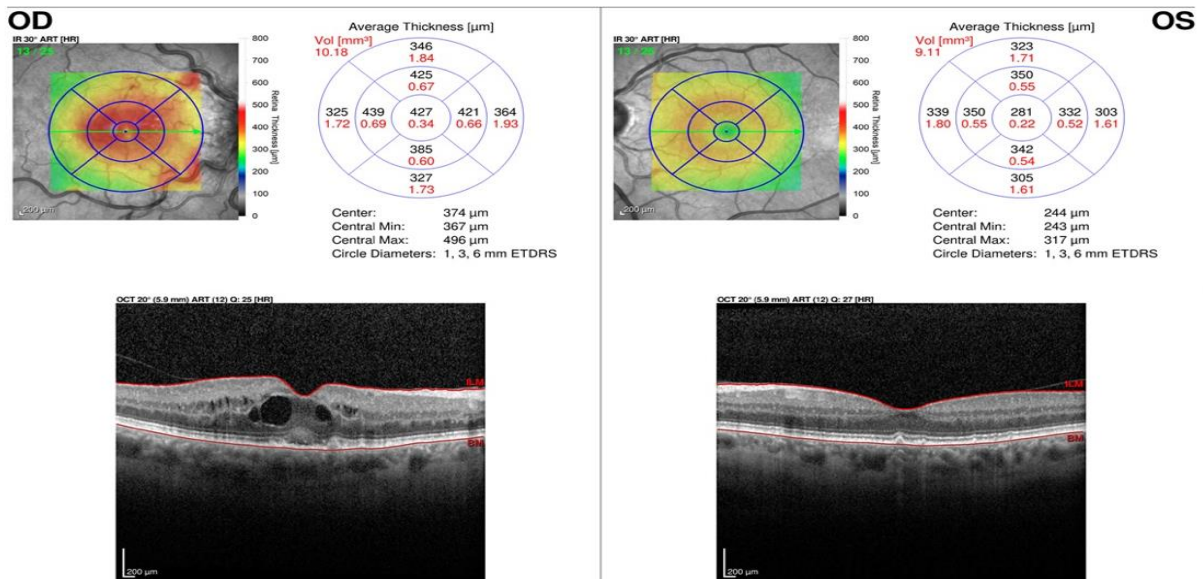 OD
IR 30° ART [HR]
13 / 25
800
700
600
500
400
300
200
100
0
Retina Thickness [µm]
200 µm
Average Thickness [µm]
Vol [mm³]
10.18
346
1.84
425
0.67
325 439 427 421 364
1.72 0.69 0.34 0.66 1.93
385
0.60
327
1.73
Center: 374 µm
Central Min: 367 µm
Central Max: 496 µm
Circle Diameters: 1, 3, 6 mm ETDRS
OCT 20° (5.9 mm) ART (12) Q: 25 [HR]
ILM
BM
200 µm
OS
IR 30° ART [HR]
13 / 25
800
700
600
500
400
300
200
100
0
Retina Thickness [µm]
200 µm
Average Thickness [µm]
Vol [mm³]
9.11
323
1.71
350
0.55
339 350 281 332 303
1.80 0.55 0.22 0.52 1.61
342
0.54
305
1.61
Center: 244 µm
Central Min: 243 µm
Central Max: 317 µm
Circle Diameters: 1, 3, 6 mm ETDRS
OCT 20° (5.9 mm) ART (12) Q: 27 [HR]
ILM
BM
200 µm